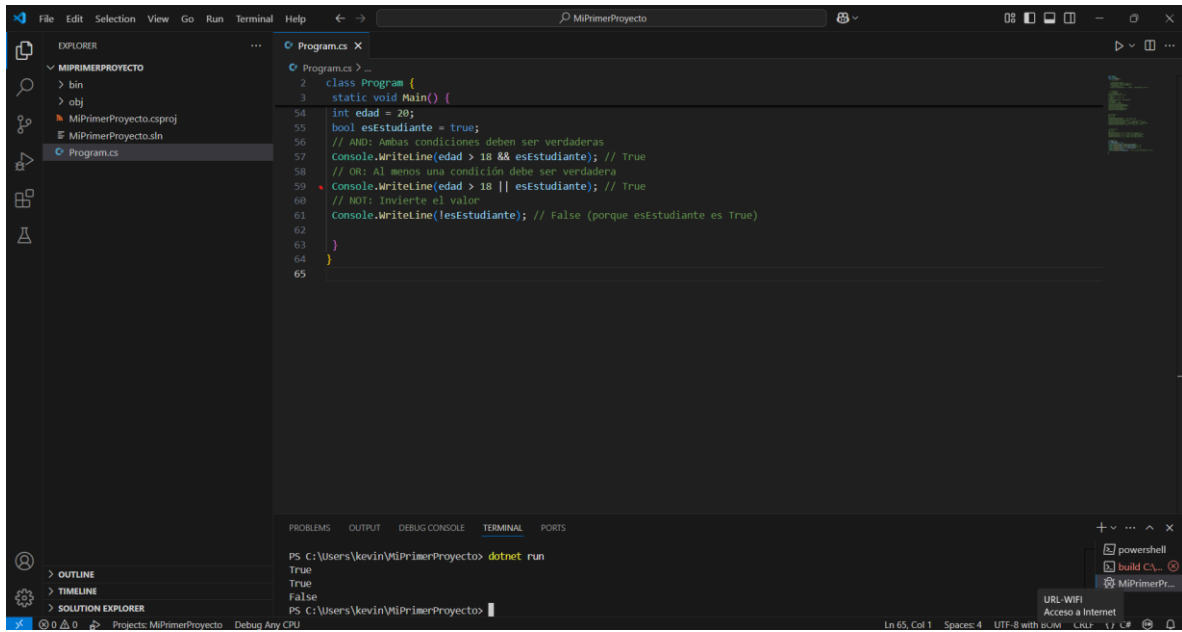 File Edit Selection View Go Run Terminal Help
MiPrimerProyecto
EXPLORER
MIPRIMERPROYECTO
bin
obj
MiPrimerProyecto.csproj
MiPrimerProyecto.sln
Program.cs
OUTLINE
TIMELINE
SOLUTION EXPLORER
Program.cs
Program.cs > ...
2 class Program {
3 static void Main() {
54 int edad = 20;
55 bool esEstudiante = true;
56 // AND: Ambas condiciones deben ser verdaderas
57 Console.WriteLine(edad > 18 && esEstudiante); // True
58 // OR: Al menos una condición debe ser verdadera
59 Console.WriteLine(edad > 18 || esEstudiante); // True
60 // NOT: Invierte el valor
61 Console.WriteLine(!esEstudiante); // False (porque esEstudiante es True)
62
63 }
64 }
65
PROBLEMS OUTPUT DEBUG CONSOLE TERMINAL PORTS
PS C:\Users\kevin\MiPrimerProyecto> dotnet run
True
True
False
PS C:\Users\kevin\MiPrimerProyecto>
powershell
build C:\...
MiPrimerPr...
URL-WIFI
Acceso a Internet
0 0 Projects: MiPrimerProyecto Debug Any CPU
Ln 65, Col 1 Spaces: 4 UTF-8 with BOM CRLF {} C#